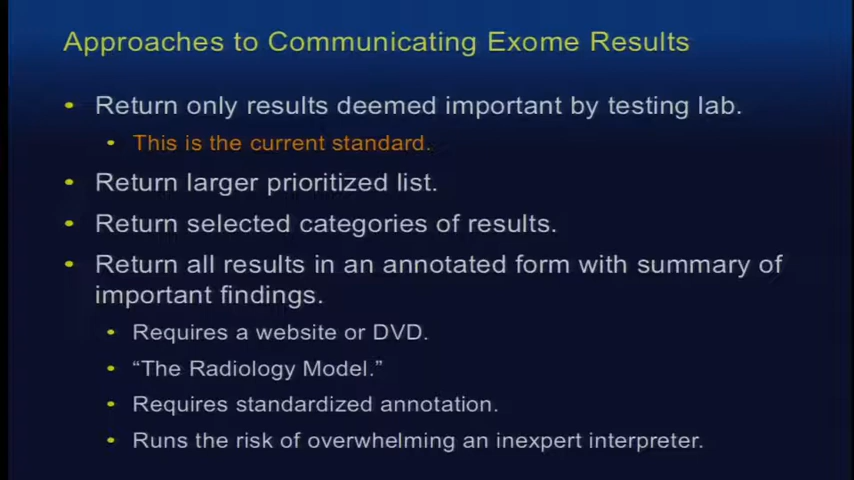 Approaches to Communicating Exome Results
• Return only results deemed important by testing lab.
• This is the current standard.
• Return larger prioritized list.
• Return selected categories of results.
• Return all results in an annotated form with summary of
important findings.
• Requires a website or DVD.
• “The Radiology Model.”
• Requires standardized annotation.
• Runs the risk of overwhelming an inexpert interpreter.